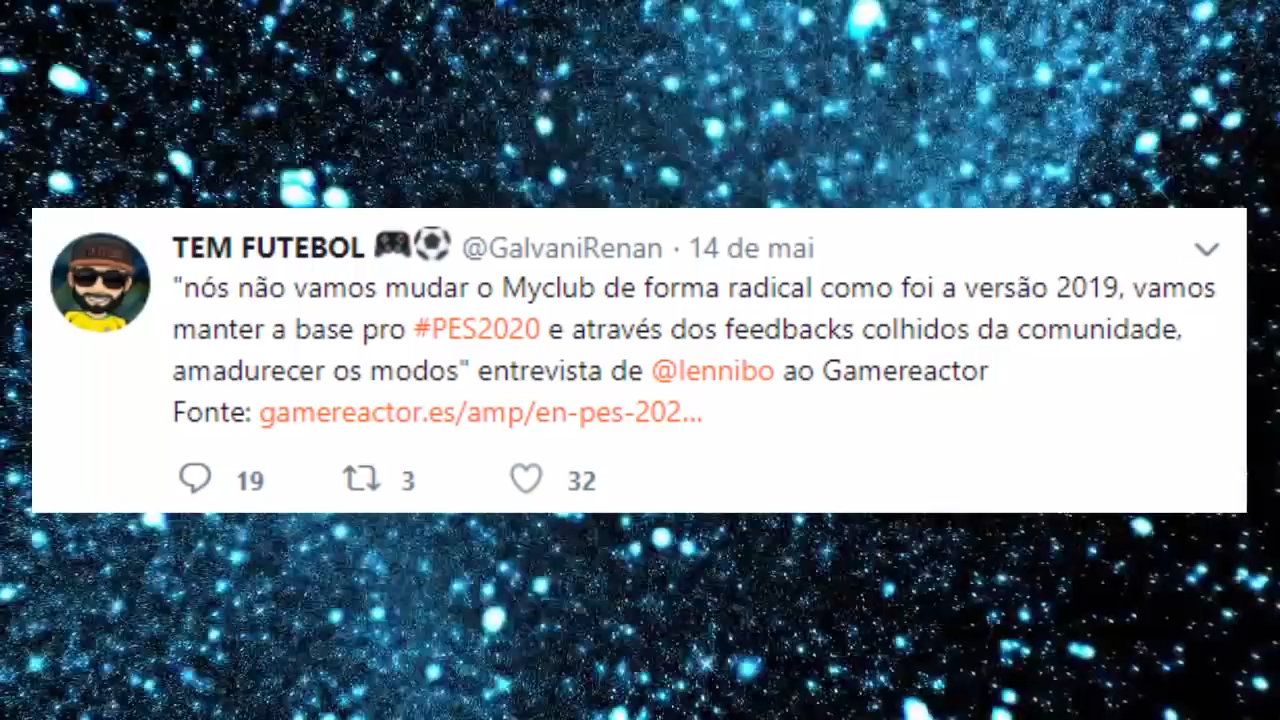 TEM FUTEBOL 🎮⚽ @GalvaniRenan · 14 de mai
"nós não vamos mudar o Myclub de forma radical como foi a versão 2019, vamos
manter a base pro #PES2020 e através dos feedbacks colhidos da comunidade,
amadurecer os modos" entrevista de @lennibo ao Gamereactor
Fonte: gamereactor.es/amp/en-pes-202...
19 3 32